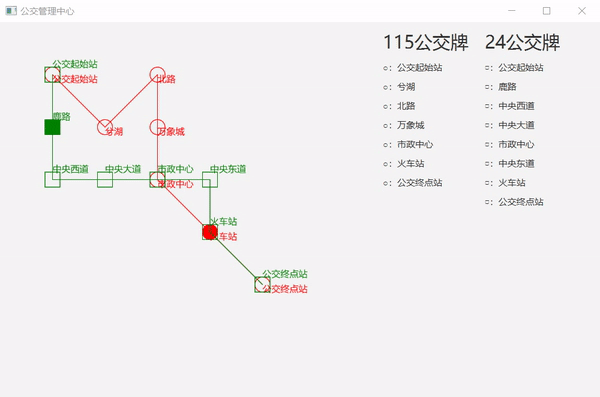 公交管理中心
115公交牌
○：公交起始站
○：兮湖
○：北路
○：万象城
○：市政中心
○：火车站
○：公交终点站
24公交牌
□：公交起始站
□：鹿路
□：中央西道
□：中央大道
□：市政中心
□：中央东道
□：火车站
□：公交终点站
公交起始站
公交起始站
北路
鹿路
兮湖
万象城
中央西道
中央大道
市政中心
中央东道
市政中心
火车站
火车站
公交终点站
公交终点站